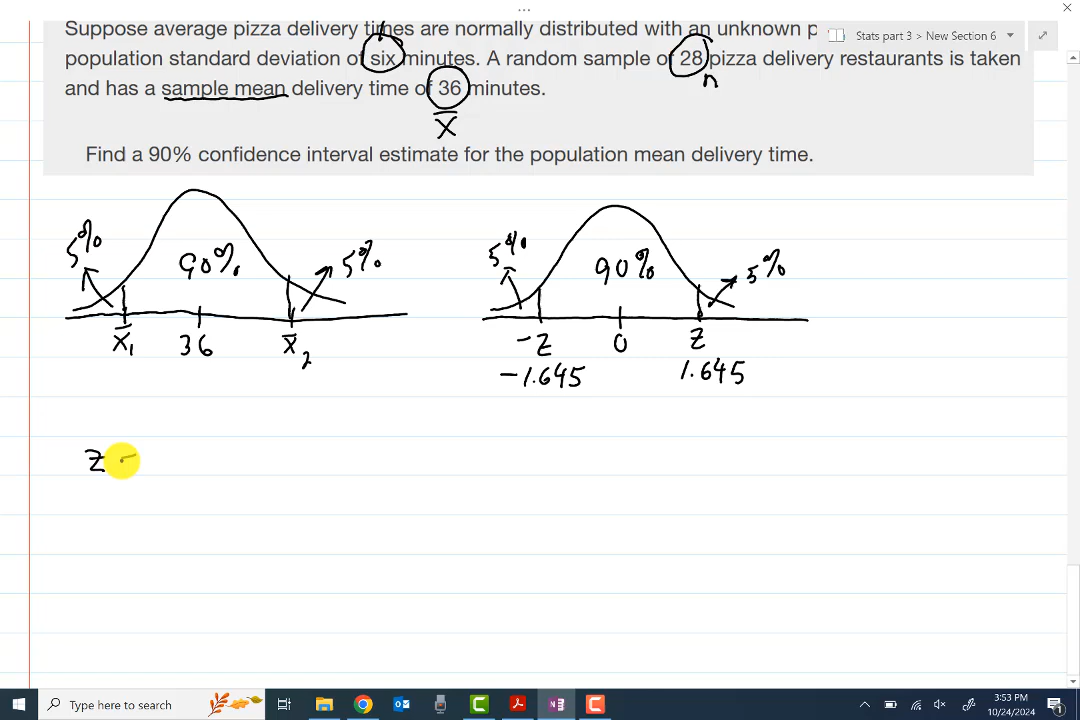 Suppose average pizza delivery times are normally distributed with an unknown p
population standard deviation of six minutes. A random sample of 28 pizza delivery restaurants is taken
and has a sample mean delivery time of 36 minutes.
n
x̅
Find a 90% confidence interval estimate for the population mean delivery time.
Stats part 3 > New Section 6
5%
90%
5%
x̅1
36
x̅2
5%
90%
5%
-Z
0
Z
-1.645
1.645
Z =
Type here to search
3:53 PM
10/24/2024
1